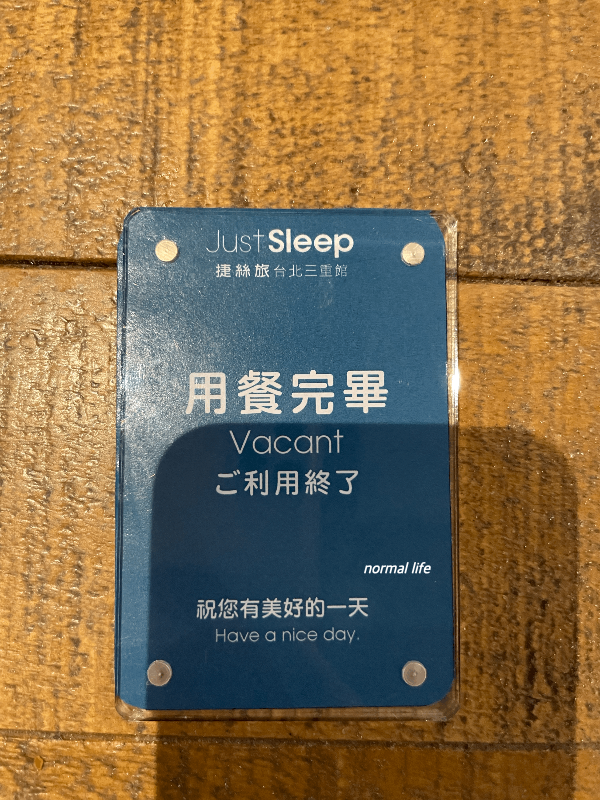 Just Sleep
捷絲旅台北三重館
用餐完畢
Vacant
ご利用終了
normal life
祝您有美好的一天
Have a nice day.